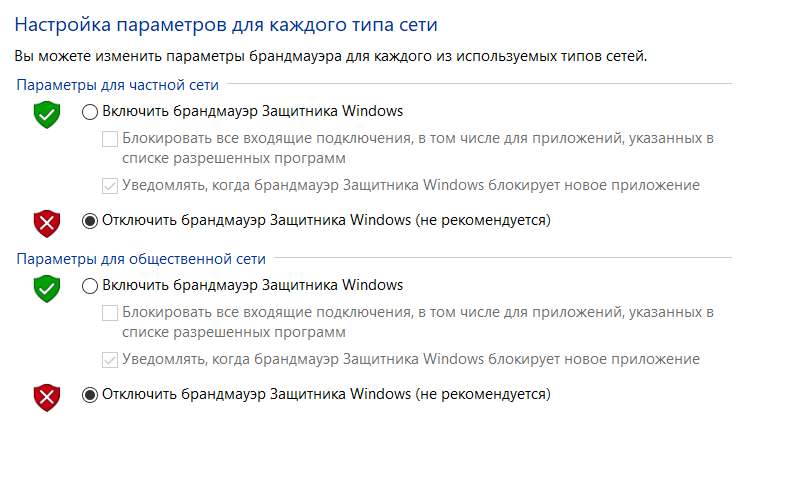 Настройка параметров для каждого типа сети
Вы можете изменить параметры брандмауэра для каждого из используемых типов сетей.
Параметры для частной сети
Включить брандмауэр Защитника Windows
Блокировать все входящие подключения, в том числе для приложений, указанных в
списке разрешенных программ
Уведомлять, когда брандмауэр Защитника Windows блокирует новое приложение
Отключить брандмауэр Защитника Windows (не рекомендуется)
Параметры для общественной сети
Включить брандмауэр Защитника Windows
Блокировать все входящие подключения, в том числе для приложений, указанных в
списке разрешенных программ
Уведомлять, когда брандмауэр Защитника Windows блокирует новое приложение
Отключить брандмауэр Защитника Windows (не рекомендуется)